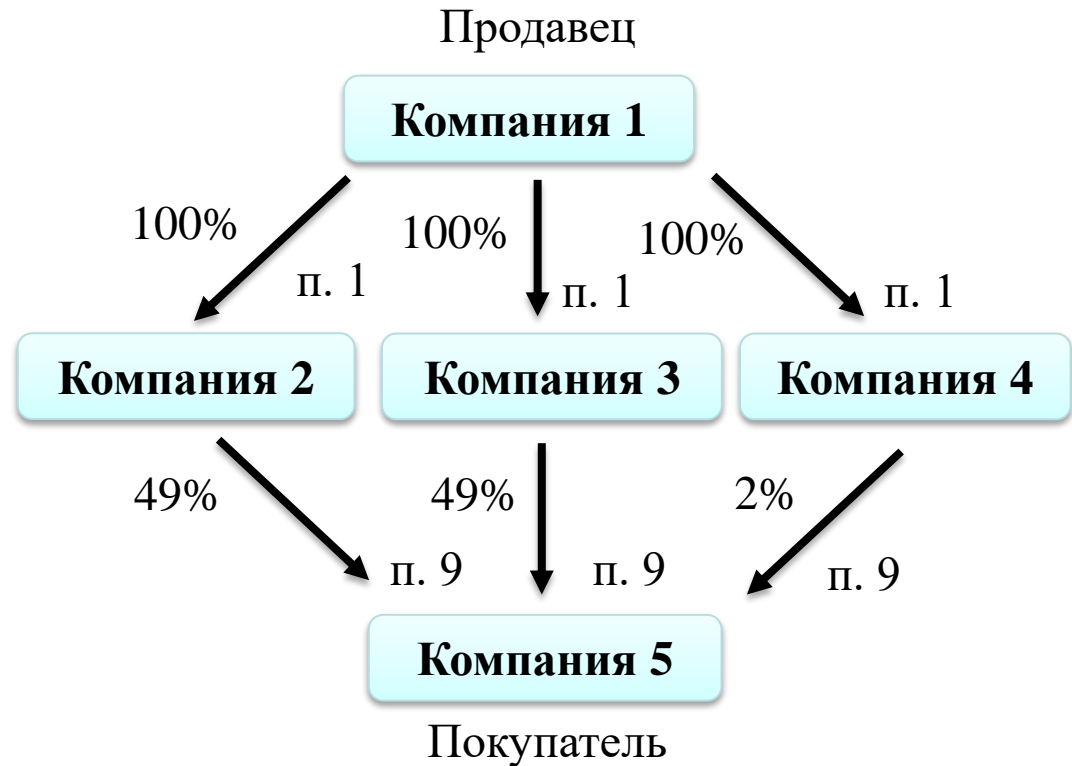 Продавец
Компания 1
100%
100%
100%
п. 1
п. 1
п. 1
Компания 2
Компания 3
Компания 4
49%
49%
2%
п. 9
п. 9
п. 9
Компания 5
Покупатель